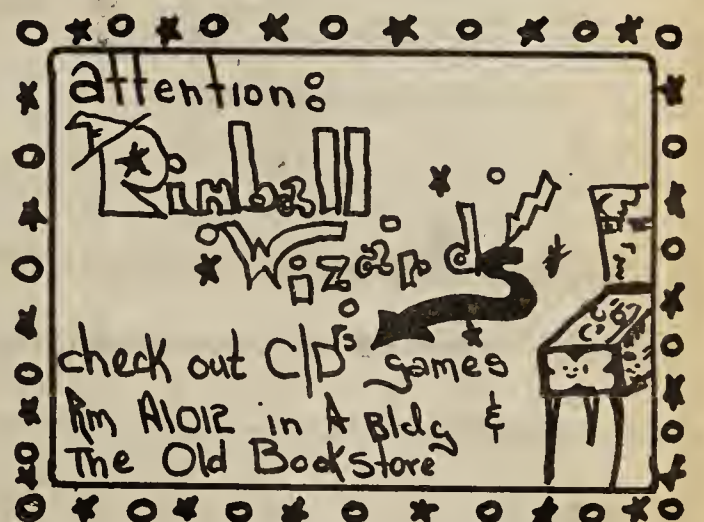 attention:
Pinball
Wizards
check out C/D's games
Rm A1012 in A Bldg &
The Old Bookstore